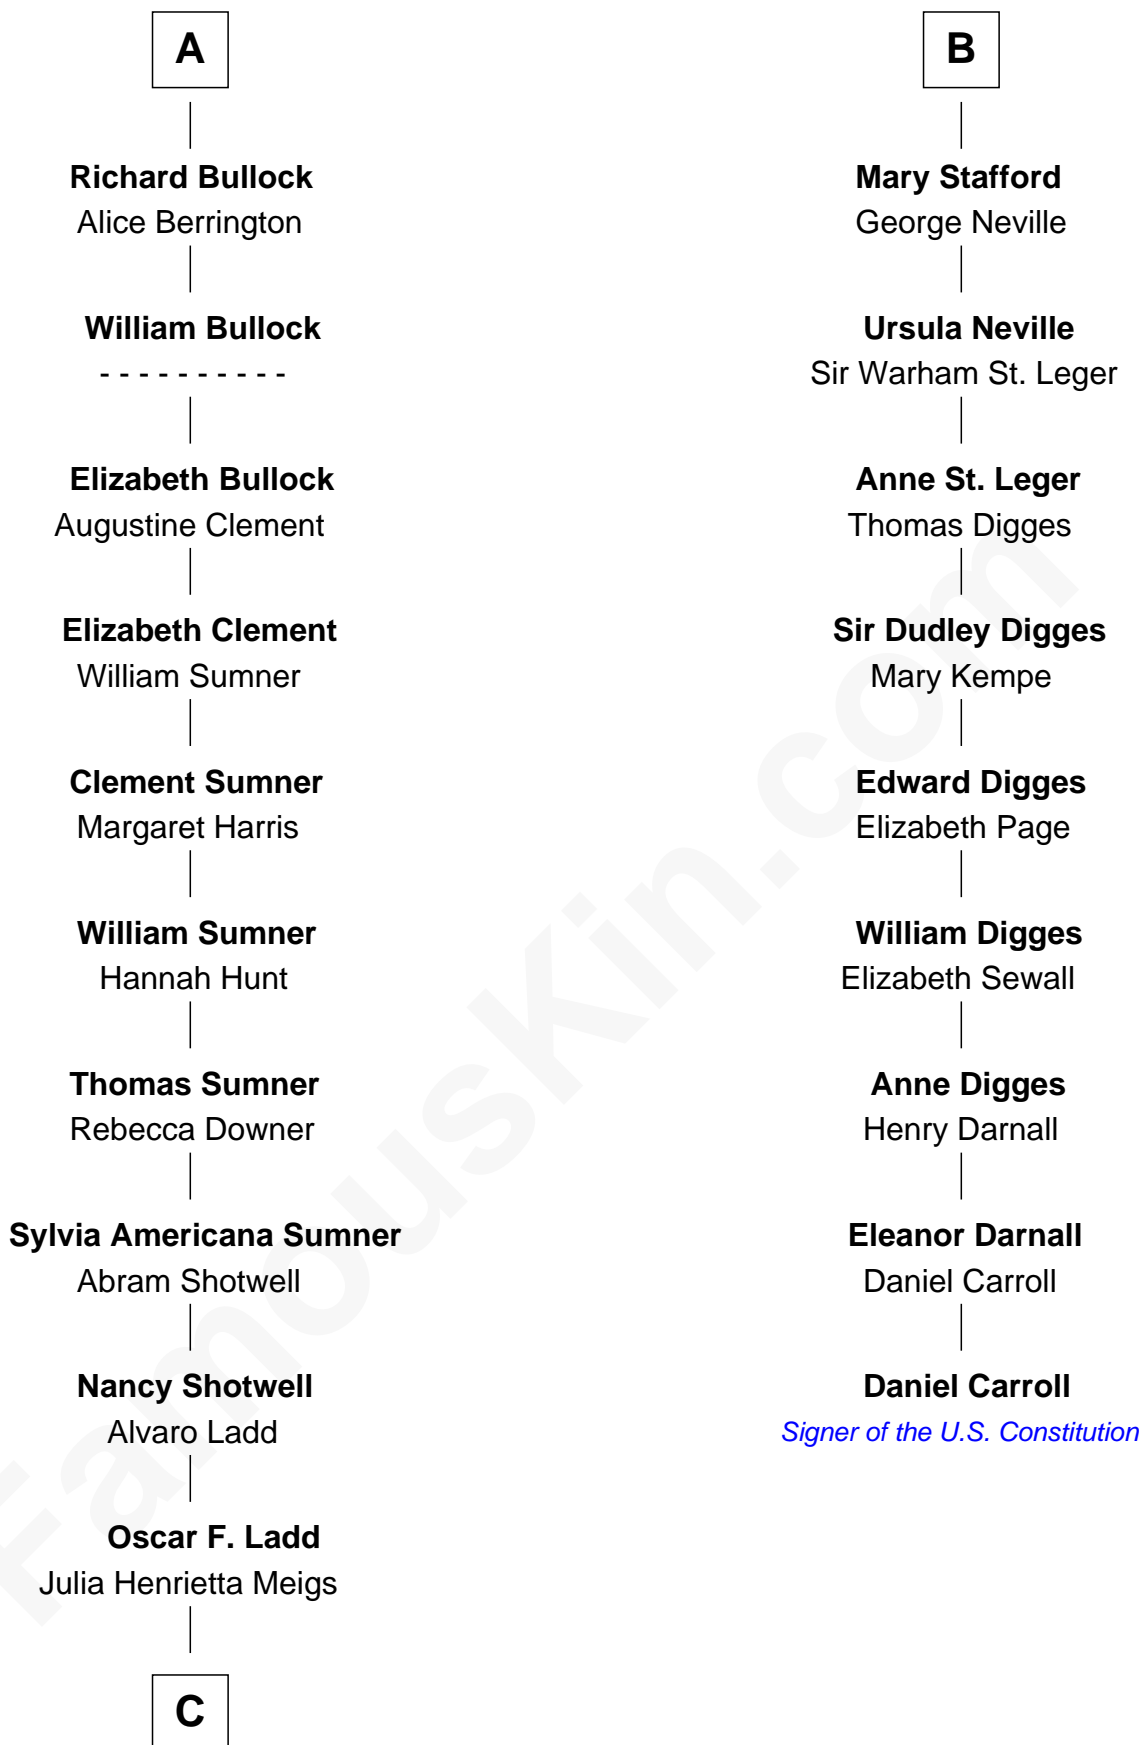 A
Richard Bullock
Alice Berrington
William Bullock
- - - - - - - - - -
Elizabeth Bullock
Augustine Clement
Elizabeth Clement
William Sumner
Clement Sumner
Margaret Harris
William Sumner
Hannah Hunt
Thomas Sumner
Rebecca Downer
Sylvia Americana Sumner
Abram Shotwell
Nancy Shotwell
Alvaro Ladd
Oscar F. Ladd
Julia Henrietta Meigs
C
B
Mary Stafford
George Neville
Ursula Neville
Sir Warham St. Leger
Anne St. Leger
Thomas Digges
Sir Dudley Digges
Mary Kempe
Edward Digges
Elizabeth Page
William Digges
Elizabeth Sewall
Anne Digges
Henry Darnall
Eleanor Darnall
Daniel Carroll
Daniel Carroll
Signer of the U.S. Constitution
FamousKin.com